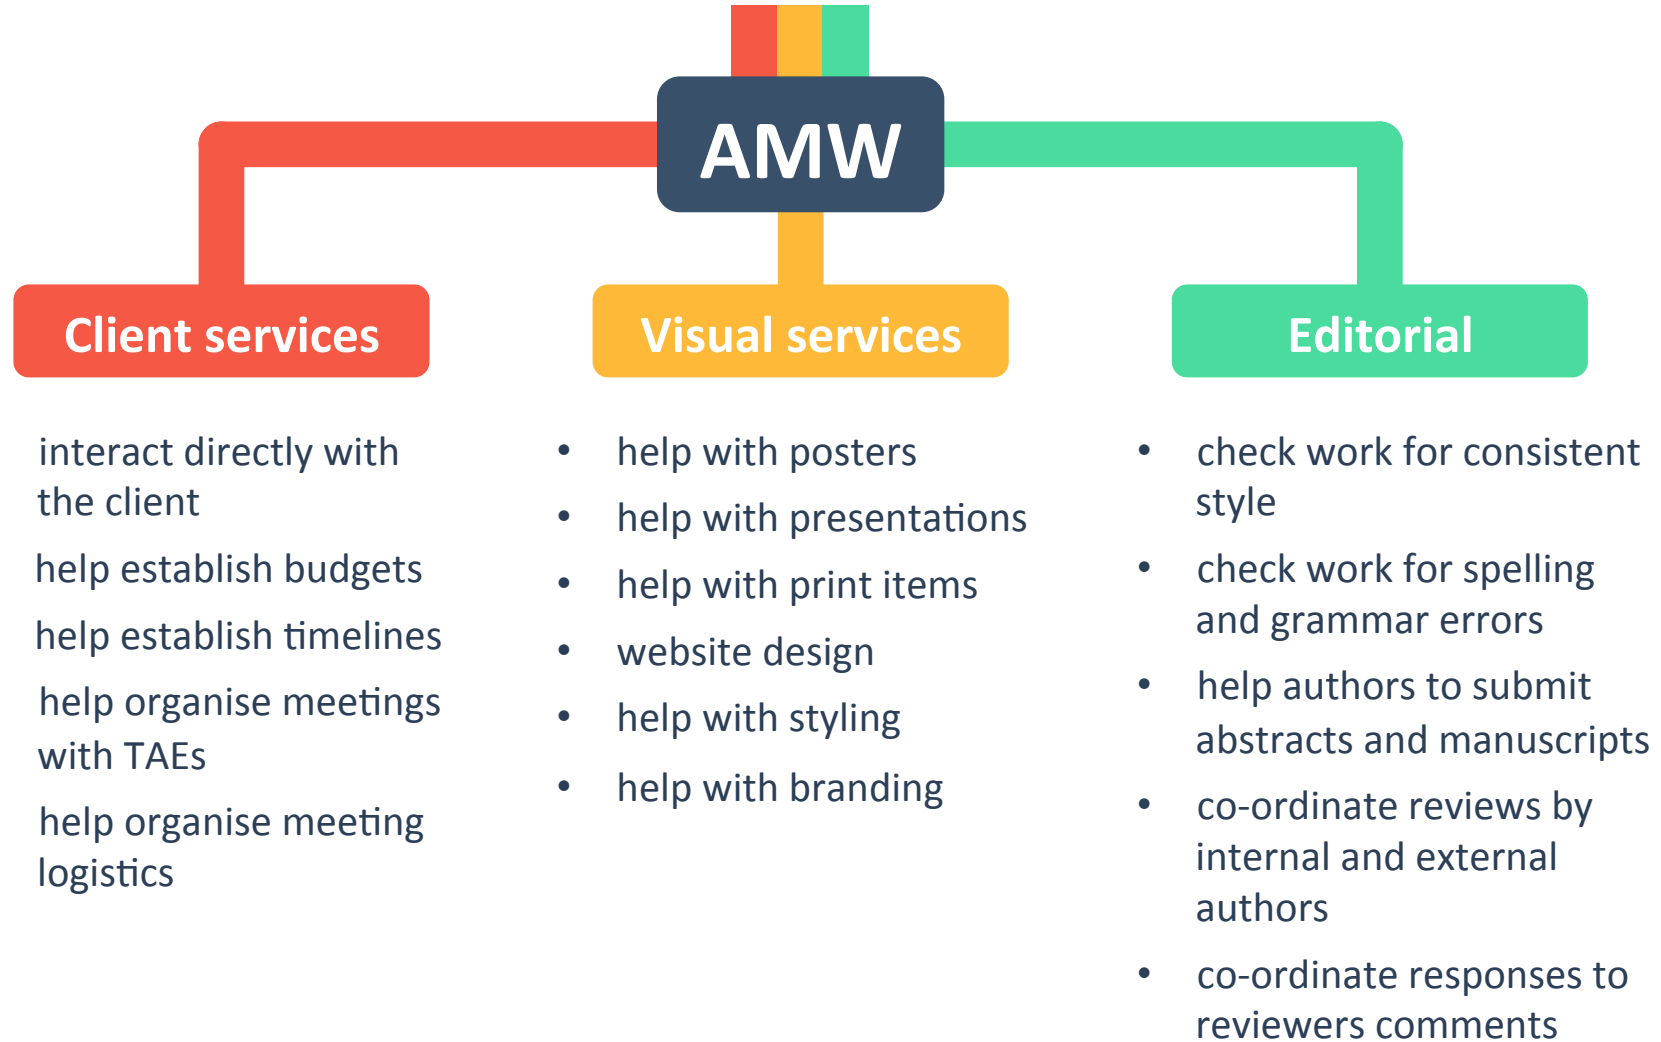 AMW
Client services
interact directly with
the client
help establish budgets
help establish timelines
help organise meetings
with TAEs
help organise meeting
logistics
Visual services
• help with posters
• help with presentations
• help with print items
• website design
• help with styling
• help with branding
Editorial
• check work for consistent
style
• check work for spelling
and grammar errors
• help authors to submit
abstracts and manuscripts
• co-ordinate reviews by
internal and external
authors
• co-ordinate responses to
reviewers comments